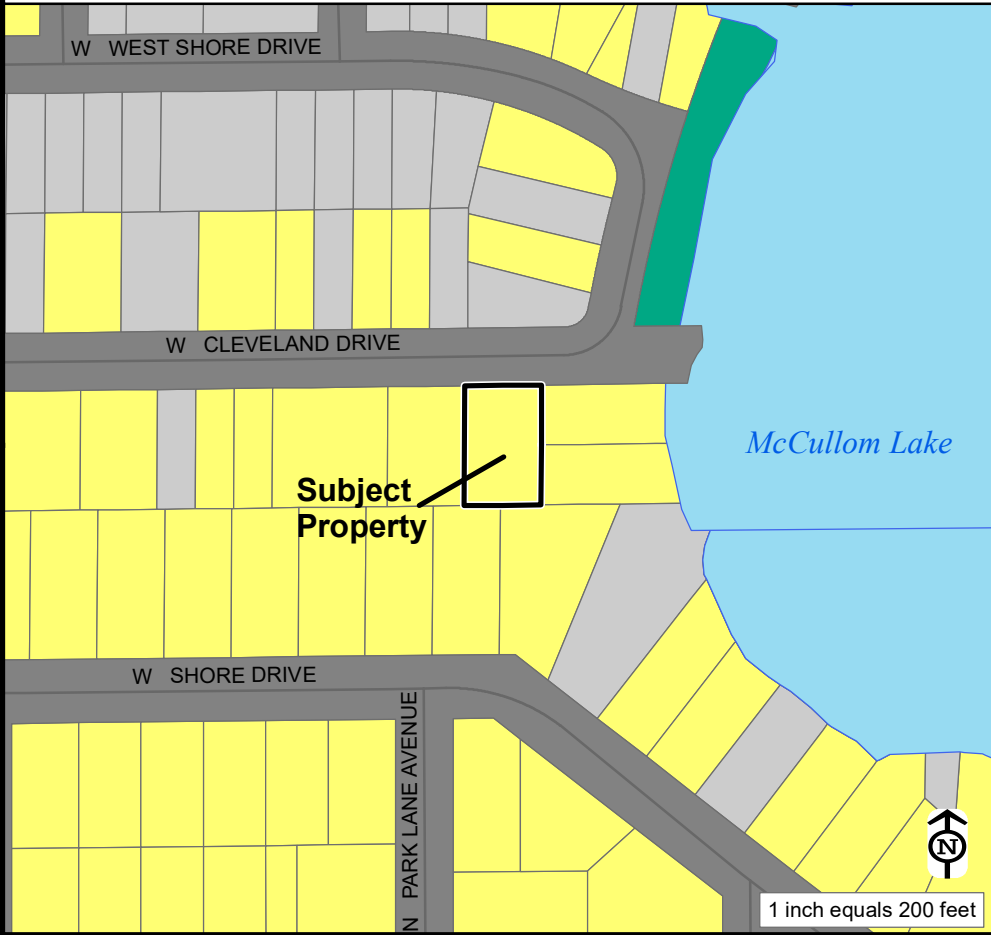 W WEST SHORE DRIVE
W CLEVELAND DRIVE
McCullom Lake
Subject
Property
W SHORE DRIVE
N PARK LANE AVENUE
N
1 inch equals 200 feet